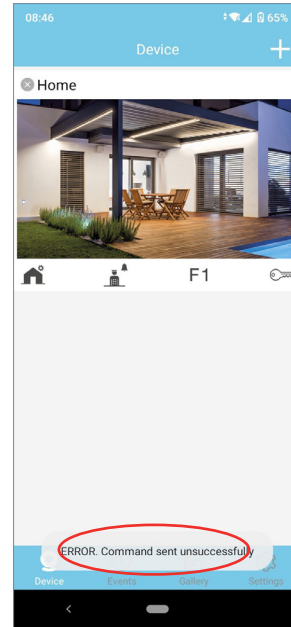 08:46 65%
Device
Home
F1
ERROR. Command sent unsuccessfully
Device Events Gallery Settings